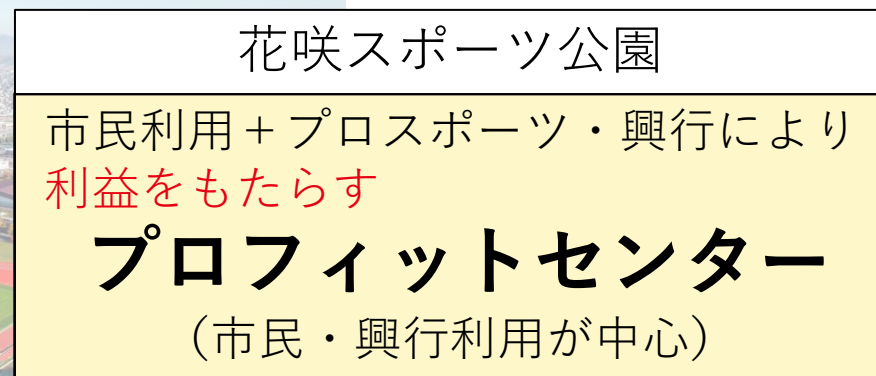 花咲スポーツ公園
市民利用＋プロスポーツ・興行により
利益をもたらす
プロフィットセンター
（市民・興行利用が中心）